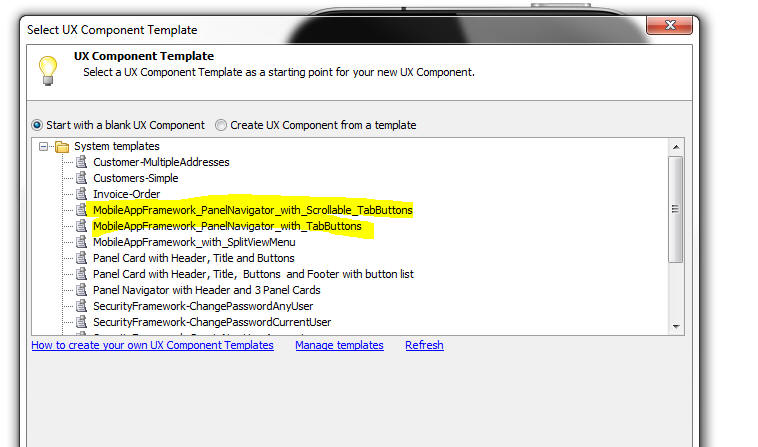 Select UX Component Template
UX Component Template
Select a UX Component Template as a starting point for your new UX Component.
Start with a blank UX Component Create UX Component from a template
System templates
Customer-MultipleAddresses
Customers-Simple
Invoice-Order
MobileAppFramework_PanelNavigator_with_Scrollable_TabButtons
MobileAppFramework_PanelNavigator_with_TabButtons
MobileAppFramework_with_SplitViewMenu
Panel Card with Header, Title and Buttons
Panel Card with Header, Title, Buttons and Footer with button list
Panel Navigator with Header and 3 Panel Cards
SecurityFramework-ChangePasswordAnyUser
SecurityFramework-ChangePasswordCurrentUser
How to create your own UX Component Templates Manage templates Refresh